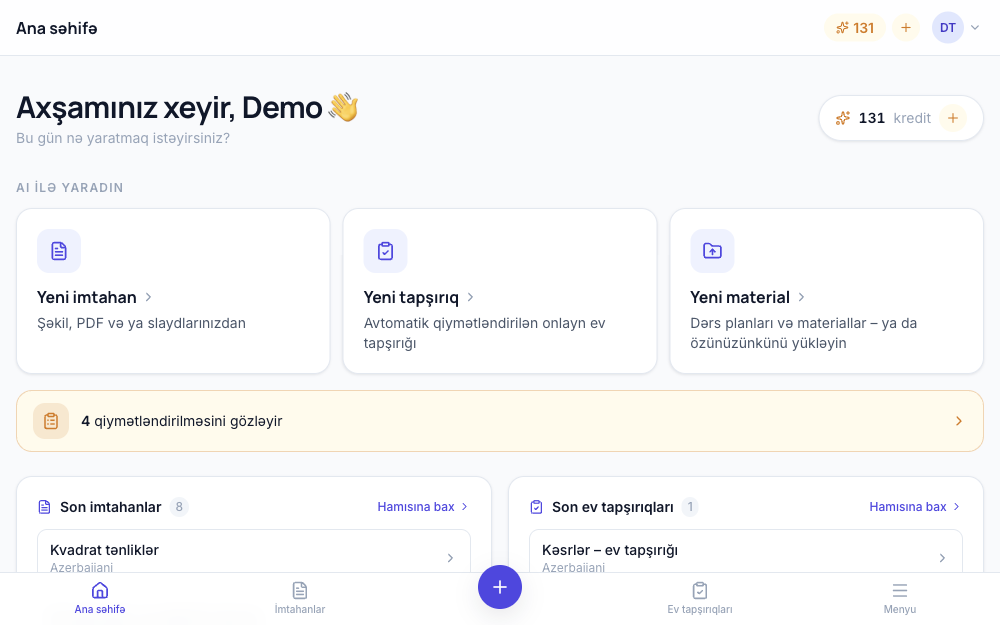 Ana səhifə
131
DT
Axşamınız xeyir, Demo 👋
Bu gün nə yaratmaq istəyirsiniz?
131 kredit
AI İLƏ YARADIN
Yeni imtahan
Şəkil, PDF və ya slaydlarınızdan
Yeni tapşırıq
Avtomatik qiymətləndirilən onlayn ev
tapşırığı
Yeni material
Dərs planları və materiallar – ya da
özünüzünkünü yükləyin
4 qiymətləndirilməsini gözləyir
Son imtahanlar 8
Hamısına bax
Kvadrat tənliklər
Azerbaijani
Son ev tapşırıqları 1
Hamısına bax
Kəsrlər – ev tapşırığı
Azerbaijani
Ana səhifə
İmtahanlar
Ev tapşırıqları
Menyu